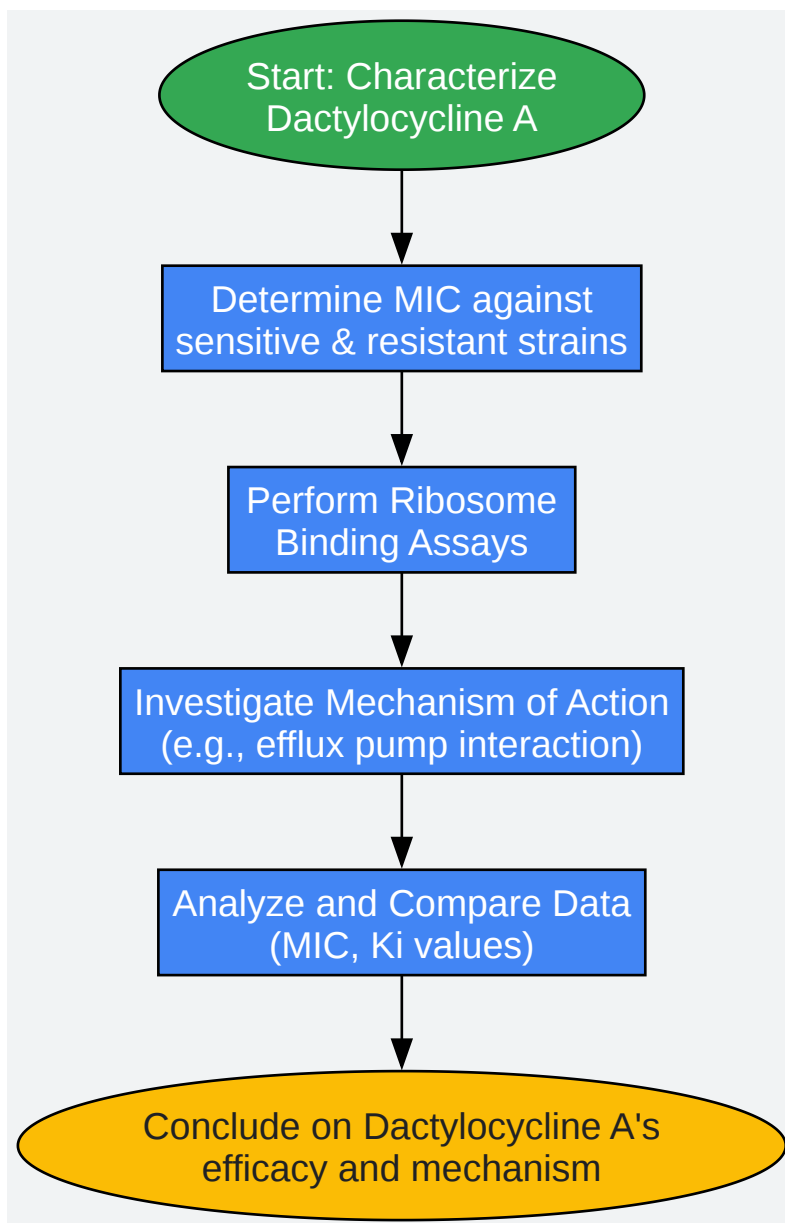 Start: Characterize
Dactylocycline A
Determine MIC against
sensitive & resistant strains
Perform Ribosome
Binding Assays
Investigate Mechanism of Action
(e.g., efflux pump interaction)
Analyze and Compare Data
(MIC, Ki values)
Conclude on Dactylocycline A's
efficacy and mechanism